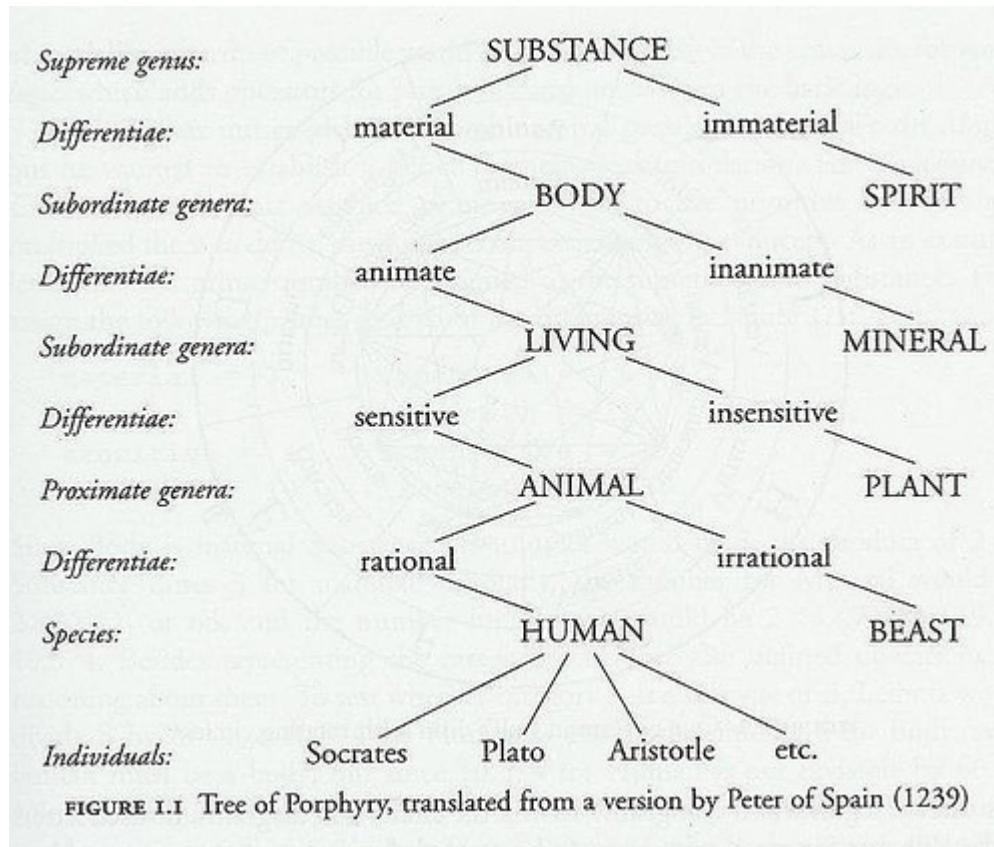 Supreme genus: SUBSTANCE
Differentiae: material immaterial
Subordinate genera: BODY SPIRIT
Differentiae: animate inanimate
Subordinate genera: LIVING MINERAL
Differentiae: sensitive insensitive
Proximate genera: ANIMAL PLANT
Differentiae: rational irrational
Species: HUMAN BEAST
Individuals: Socrates Plato Aristotle etc.
FIGURE 1.1 Tree of Porphyry, translated from a version by Peter of Spain (1239)